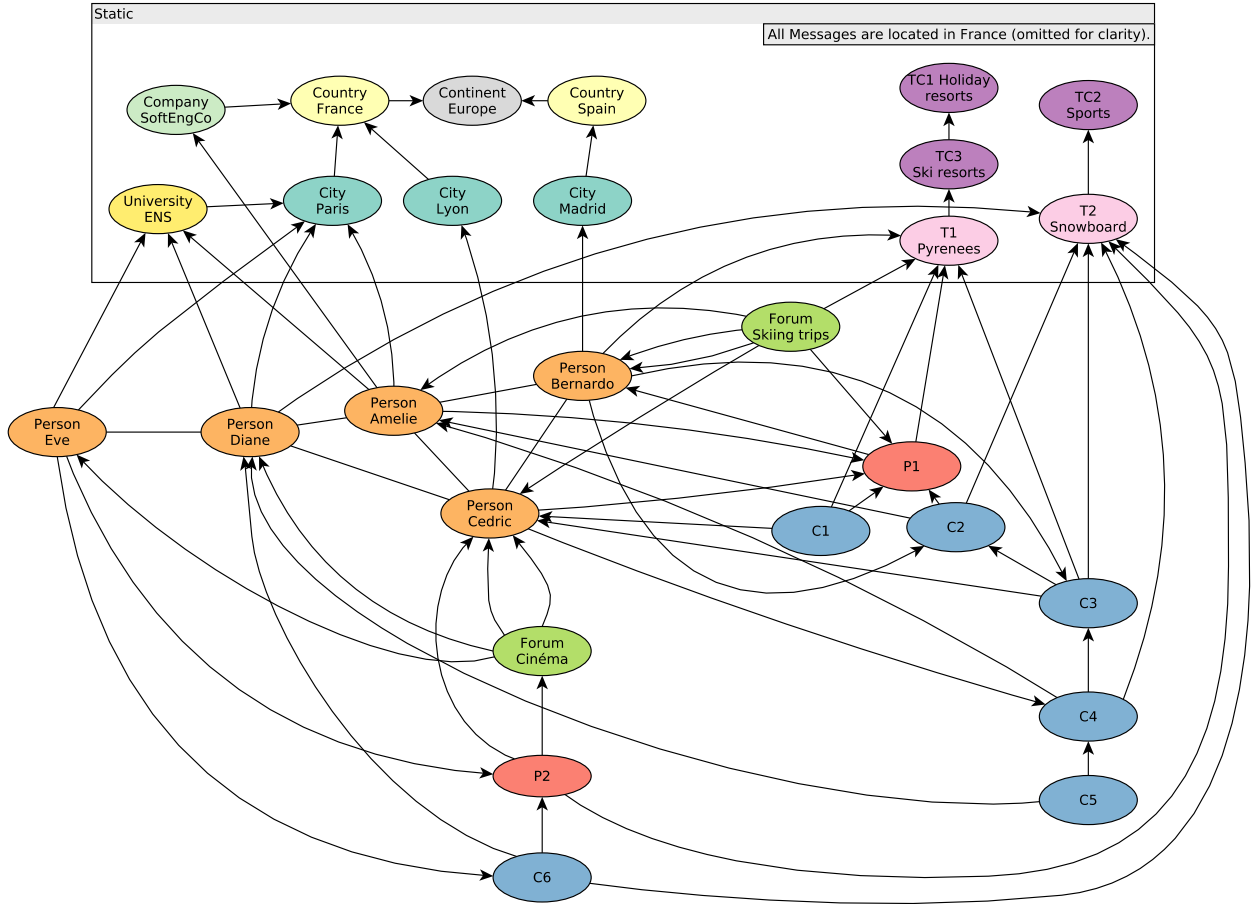 Static
All Messages are located in France (omitted for clarity).
Company
SoftEngCo
Country
France
Continent
Europe
Country
Spain
TC1 Holiday
resorts
TC2
Sports
TC3
Ski resorts
University
ENS
City
Paris
City
Lyon
City
Madrid
T1
Pyrenees
T2
Snowboard
Forum
Skiing trips
Person
Bernardo
Person
Amelie
Person
Eve
Person
Diane
P1
Person
Cedric
C1
C2
C3
Forum
Cinéma
C4
P2
C5
C6